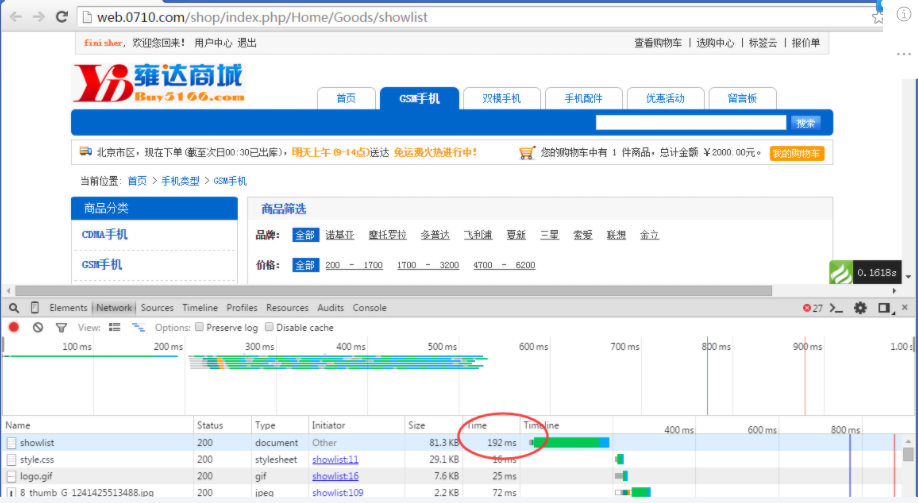 web.0710.com/shop/index.php/Home/Goods/showlist
Eini sher, 欢迎您回来! 用户中心 退出
查看购物车 | 选购中心 | 标签云 | 报价单
YD 雍达商城
Buy5166.com
首页 GSM手机 双模手机 手机配件 优惠活动 留言板
搜索
北京市区, 现在下单(截至次日00:30已出库), 明天上午(9-14点)送达 免运费火热进行中!
您的购物车中有 1 件商品, 总计金额 ¥2000.00元。 我的购物车
当前位置: 首页 > 手机类型 > GSM手机
商品分类
商品筛选
CDMA手机
品牌: 全部 诺基亚 摩托罗拉 多普达 飞利浦 夏新 三星 索爱 联想 金立
GSM手机
价格: 全部 200 - 1700 1700 - 3200 4700 - 6200
0.1618s
Elements Network Sources Timeline Profiles Resources Audits Console
27
View: Options: Preserve log Disable cache
100 ms 200 ms 300 ms 400 ms 500 ms 600 ms 700 ms 800 ms 900 ms 1.00 s
Name Status Type Initiator Size Time Timeline
400 ms 600 ms 800 ms
showlist 200 document Other 81.3 KB 192 ms
style.css 200 stylesheet showlist:11 29.1 KB 16 ms
logo.gif 200 gif showlist:16 7.6 KB 25 ms
8_thumb_G_1241425513488.jpg 200 jpeg showlist:109 2.2 KB 72 ms